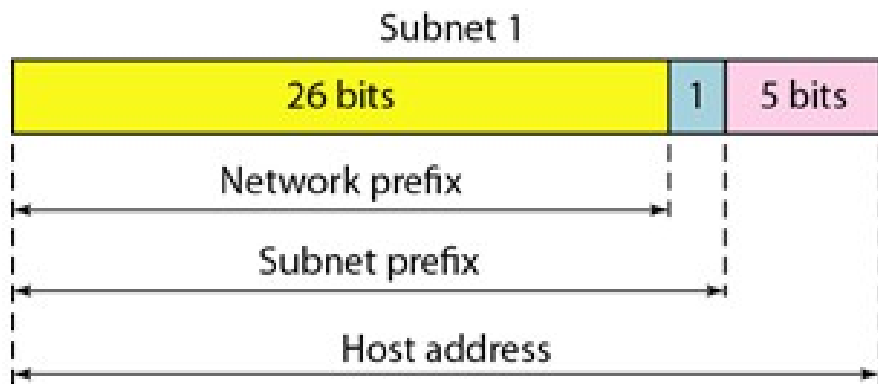 Subnet 1
26 bits 1 5 bits
Network prefix
Subnet prefix
Host address